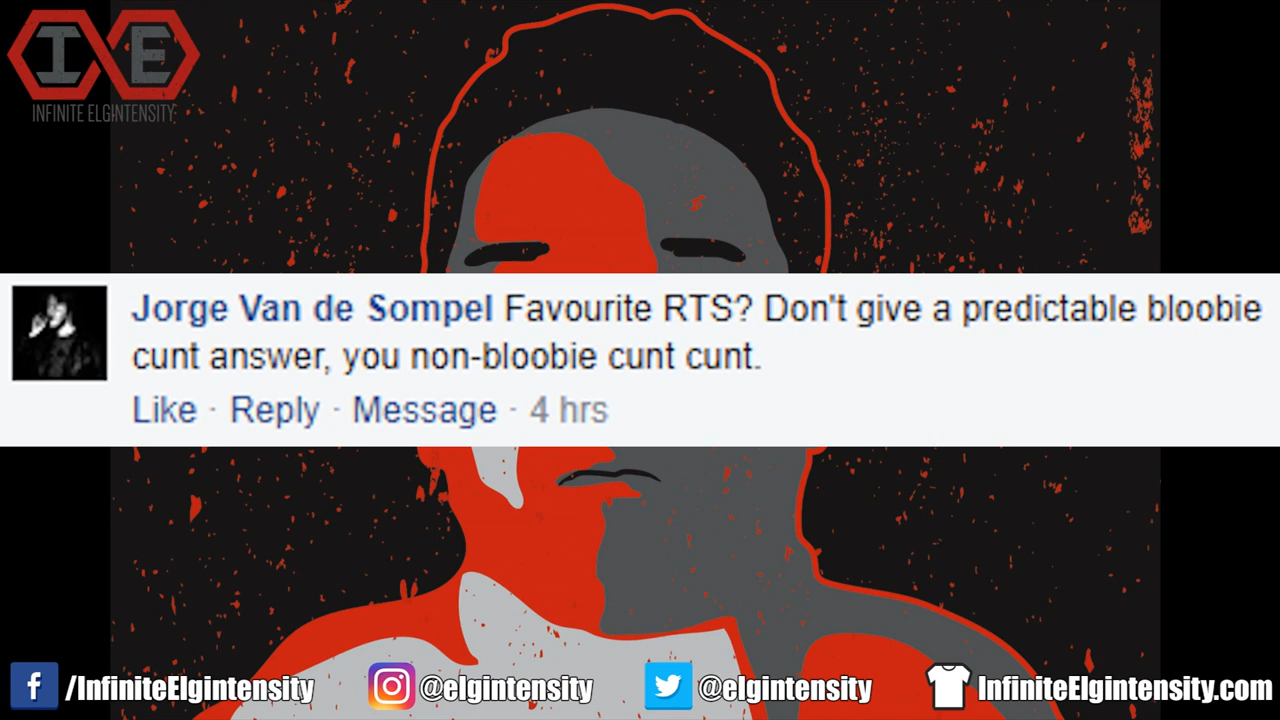 IE
INFINITE ELGINTENSITY
Jorge Van de Sompel Favourite RTS? Don't give a predictable bloobie
cunt answer, you non-bloobie cunt cunt.
Like · Reply · Message · 4 hrs
f /InfiniteElgintensity @elgintensity @elgintensity InfiniteElgintensity.com